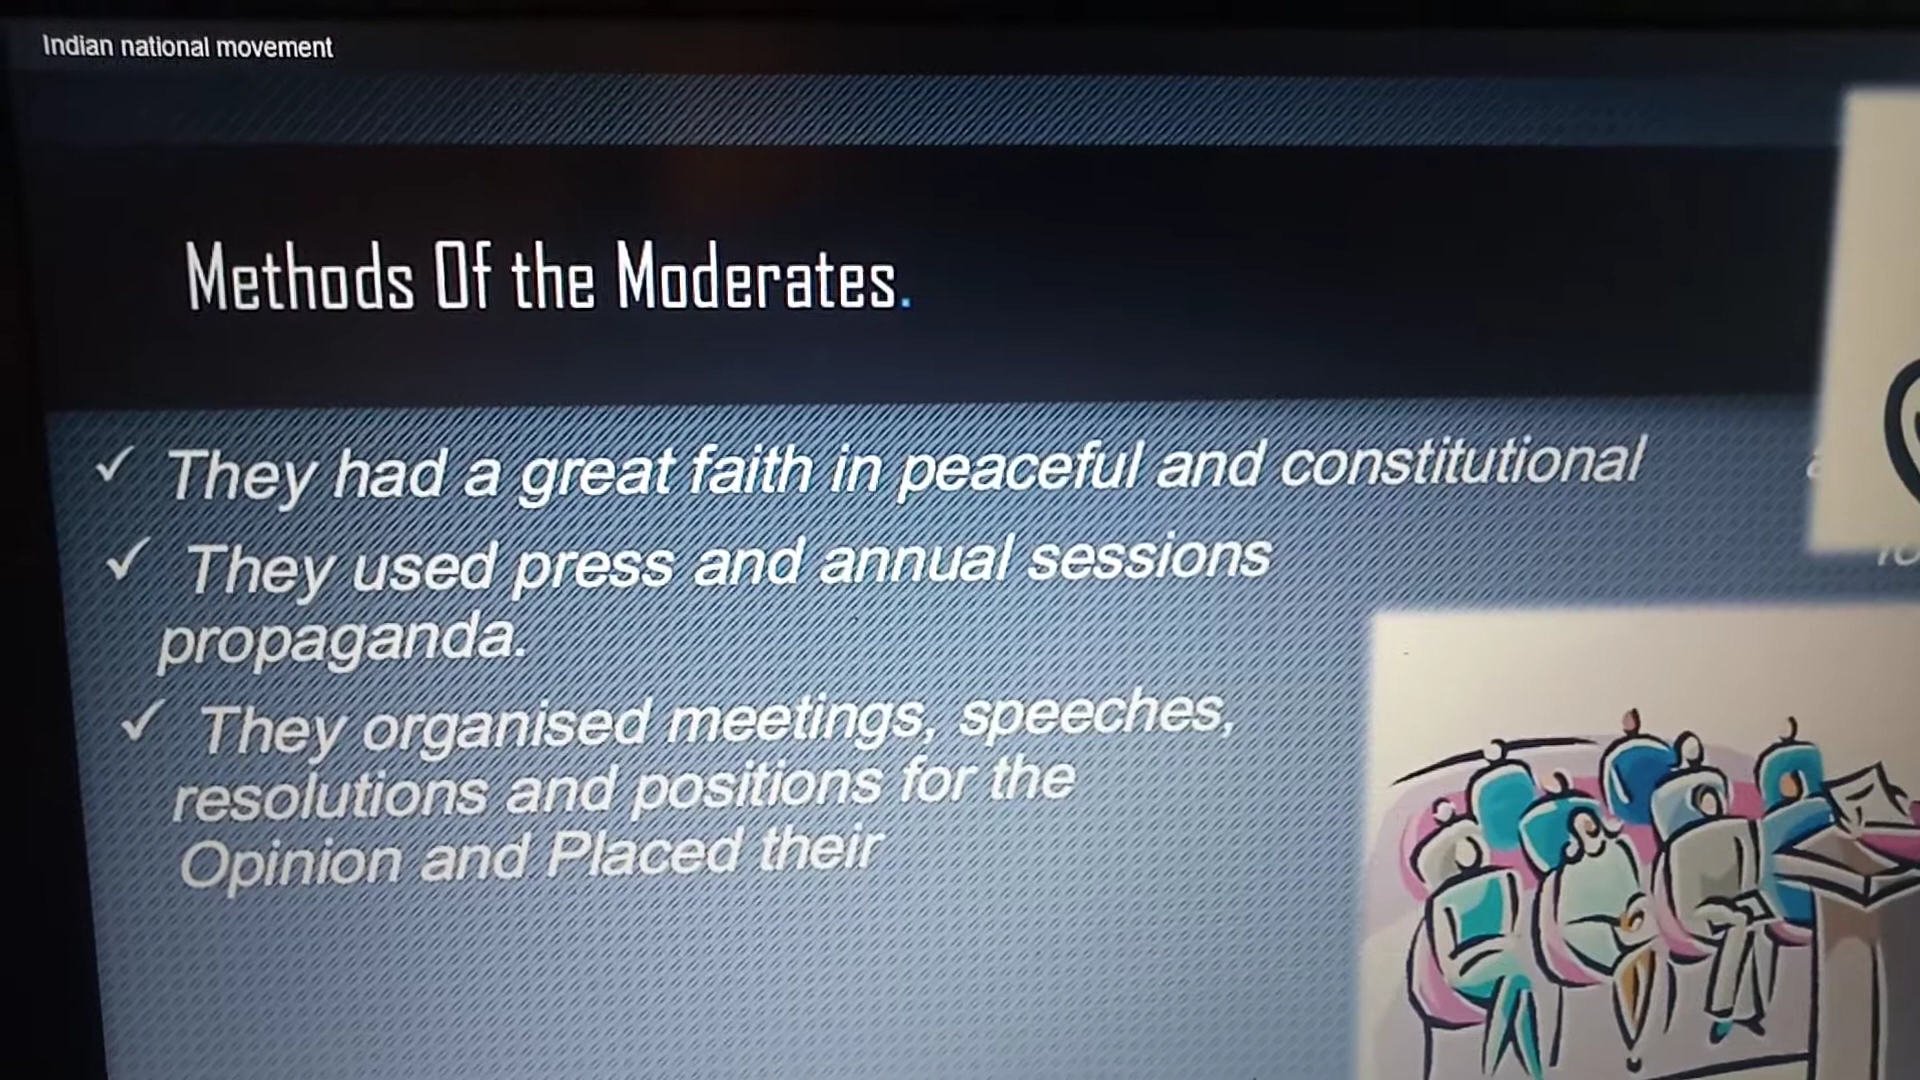 Indian national movement
Methods Of the Moderates.
✓ They had a great faith in peaceful and constitutional
✓ They used press and annual sessions
propaganda.
✓ They organised meetings, speeches,
resolutions and positions for the
Opinion and Placed their